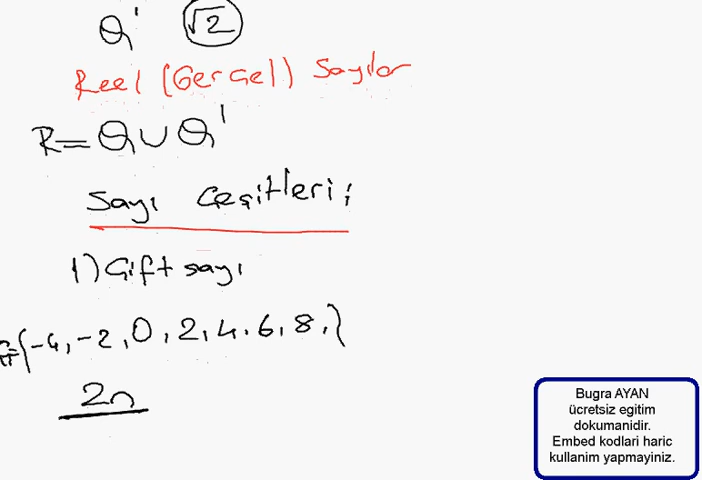 Q' √2
Reel (Gerçel) Sayılar
R = Q ∪ Q'
Sayı Çeşitleri:
1) Çift sayı
{-4, -2, 0, 2, 4, 6, 8, }
2n
Bugra AYAN
ücretsiz egitim
dokumanidir.
Embed kodlari haric
kullanim yapmayiniz.